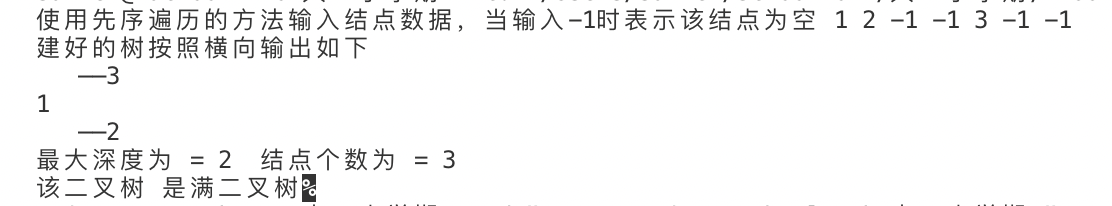 使用先序遍历的方法输入结点数据，当输入-1时表示该结点为空 1 2 -1 -1 3 -1 -1
建好的树按照横向输出如下
——3
1
——2
最大深度为 = 2 结点个数为 = 3
该二叉树 是满二叉树%